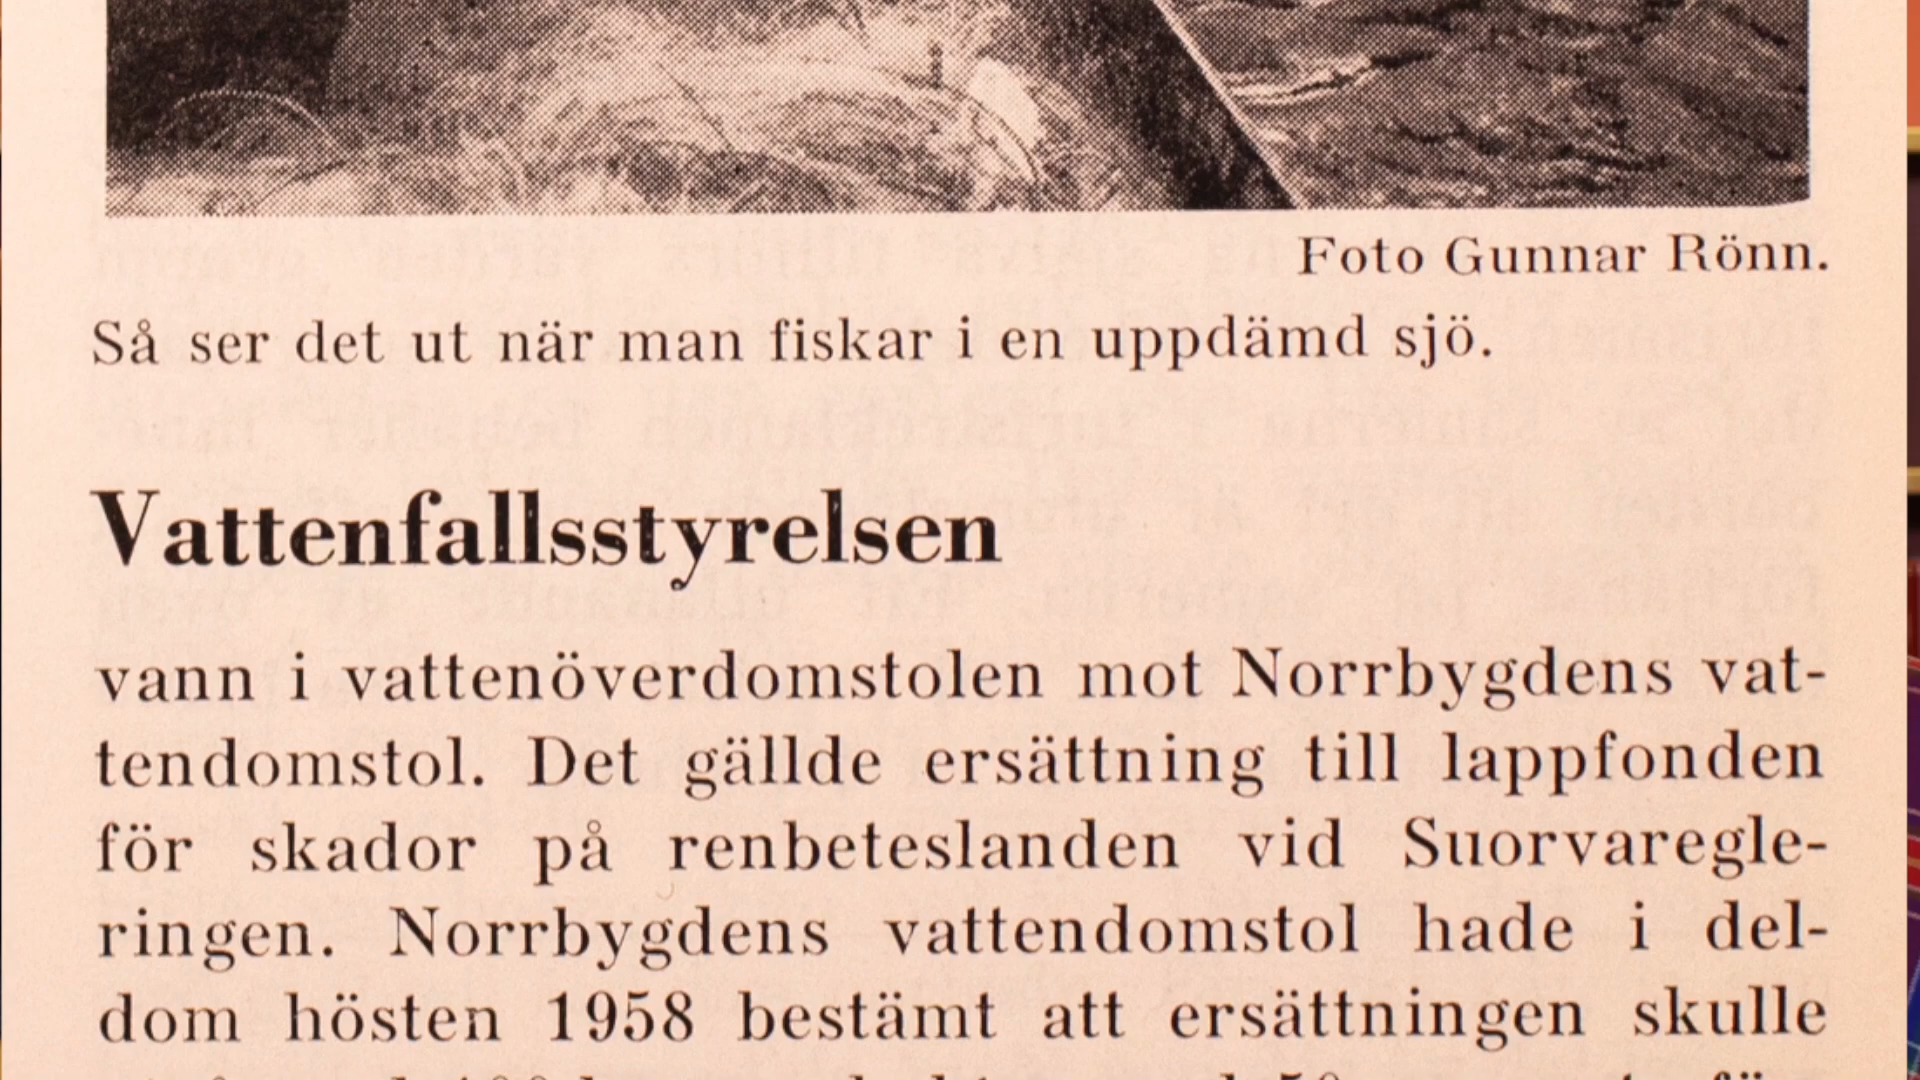 Foto Gunnar Rönn.
Så ser det ut när man fiskar i en uppdämd sjö.
Vattenfallsstyrelsen
vann i vattenöverdomstolen mot Norrbygdens vat-
tendomstol. Det gällde ersättning till lappfonden
för skador på renbeteslanden vid Suorvaregle-
ringen. Norrbygdens vattendomstol hade i del-
dom hösten 1958 bestämt att ersättningen skulle